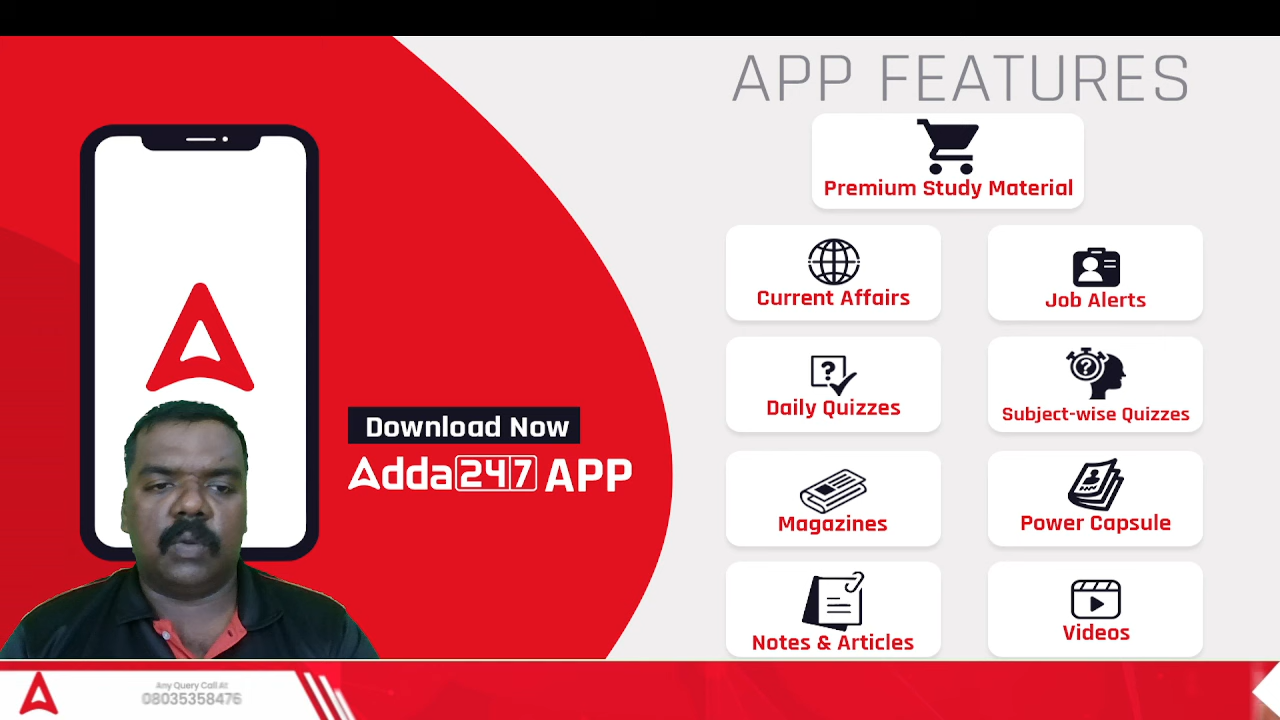 APP FEATURES
Premium Study Material
Current Affairs
Job Alerts
Daily Quizzes
Subject-wise Quizzes
Download Now
Adda247 APP
Magazines
Power Capsule
Notes & Articles
Videos
Any Query Call At
08035358476